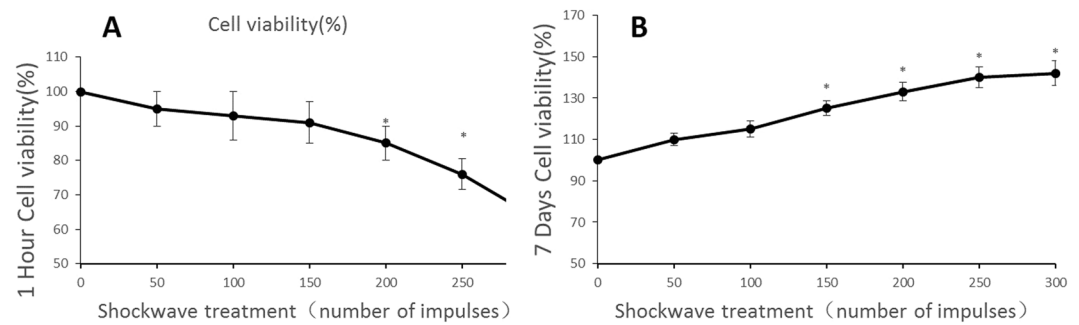 A
Cell viability(%)
1 Hour Cell viability(%)
110
100
90
80
70
60
50
*
*
0 50 100 150 200 250
Shockwave treatment（number of impulses）
B
7 Days Cell viability(%)
170
150
130
110
90
70
50
*
*
*
*
0 50 100 150 200 250 300
Shockwave treatment（number of impulses）